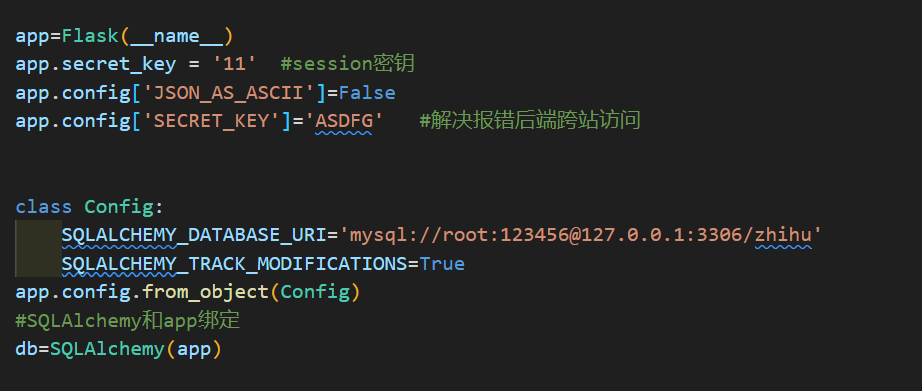 app=Flask(__name__)
app.secret_key = '11'  #session密钥
app.config['JSON_AS_ASCII']=False
app.config['SECRET_KEY']='ASDFG'   #解决报错后端跨站访问
class Config:
    SQLALCHEMY_DATABASE_URI='mysql://root:123456@127.0.0.1:3306/zhihu'
    SQLALCHEMY_TRACK_MODIFICATIONS=True
app.config.from_object(Config)
#SQLAlchemy和app绑定
db=SQLAlchemy(app)